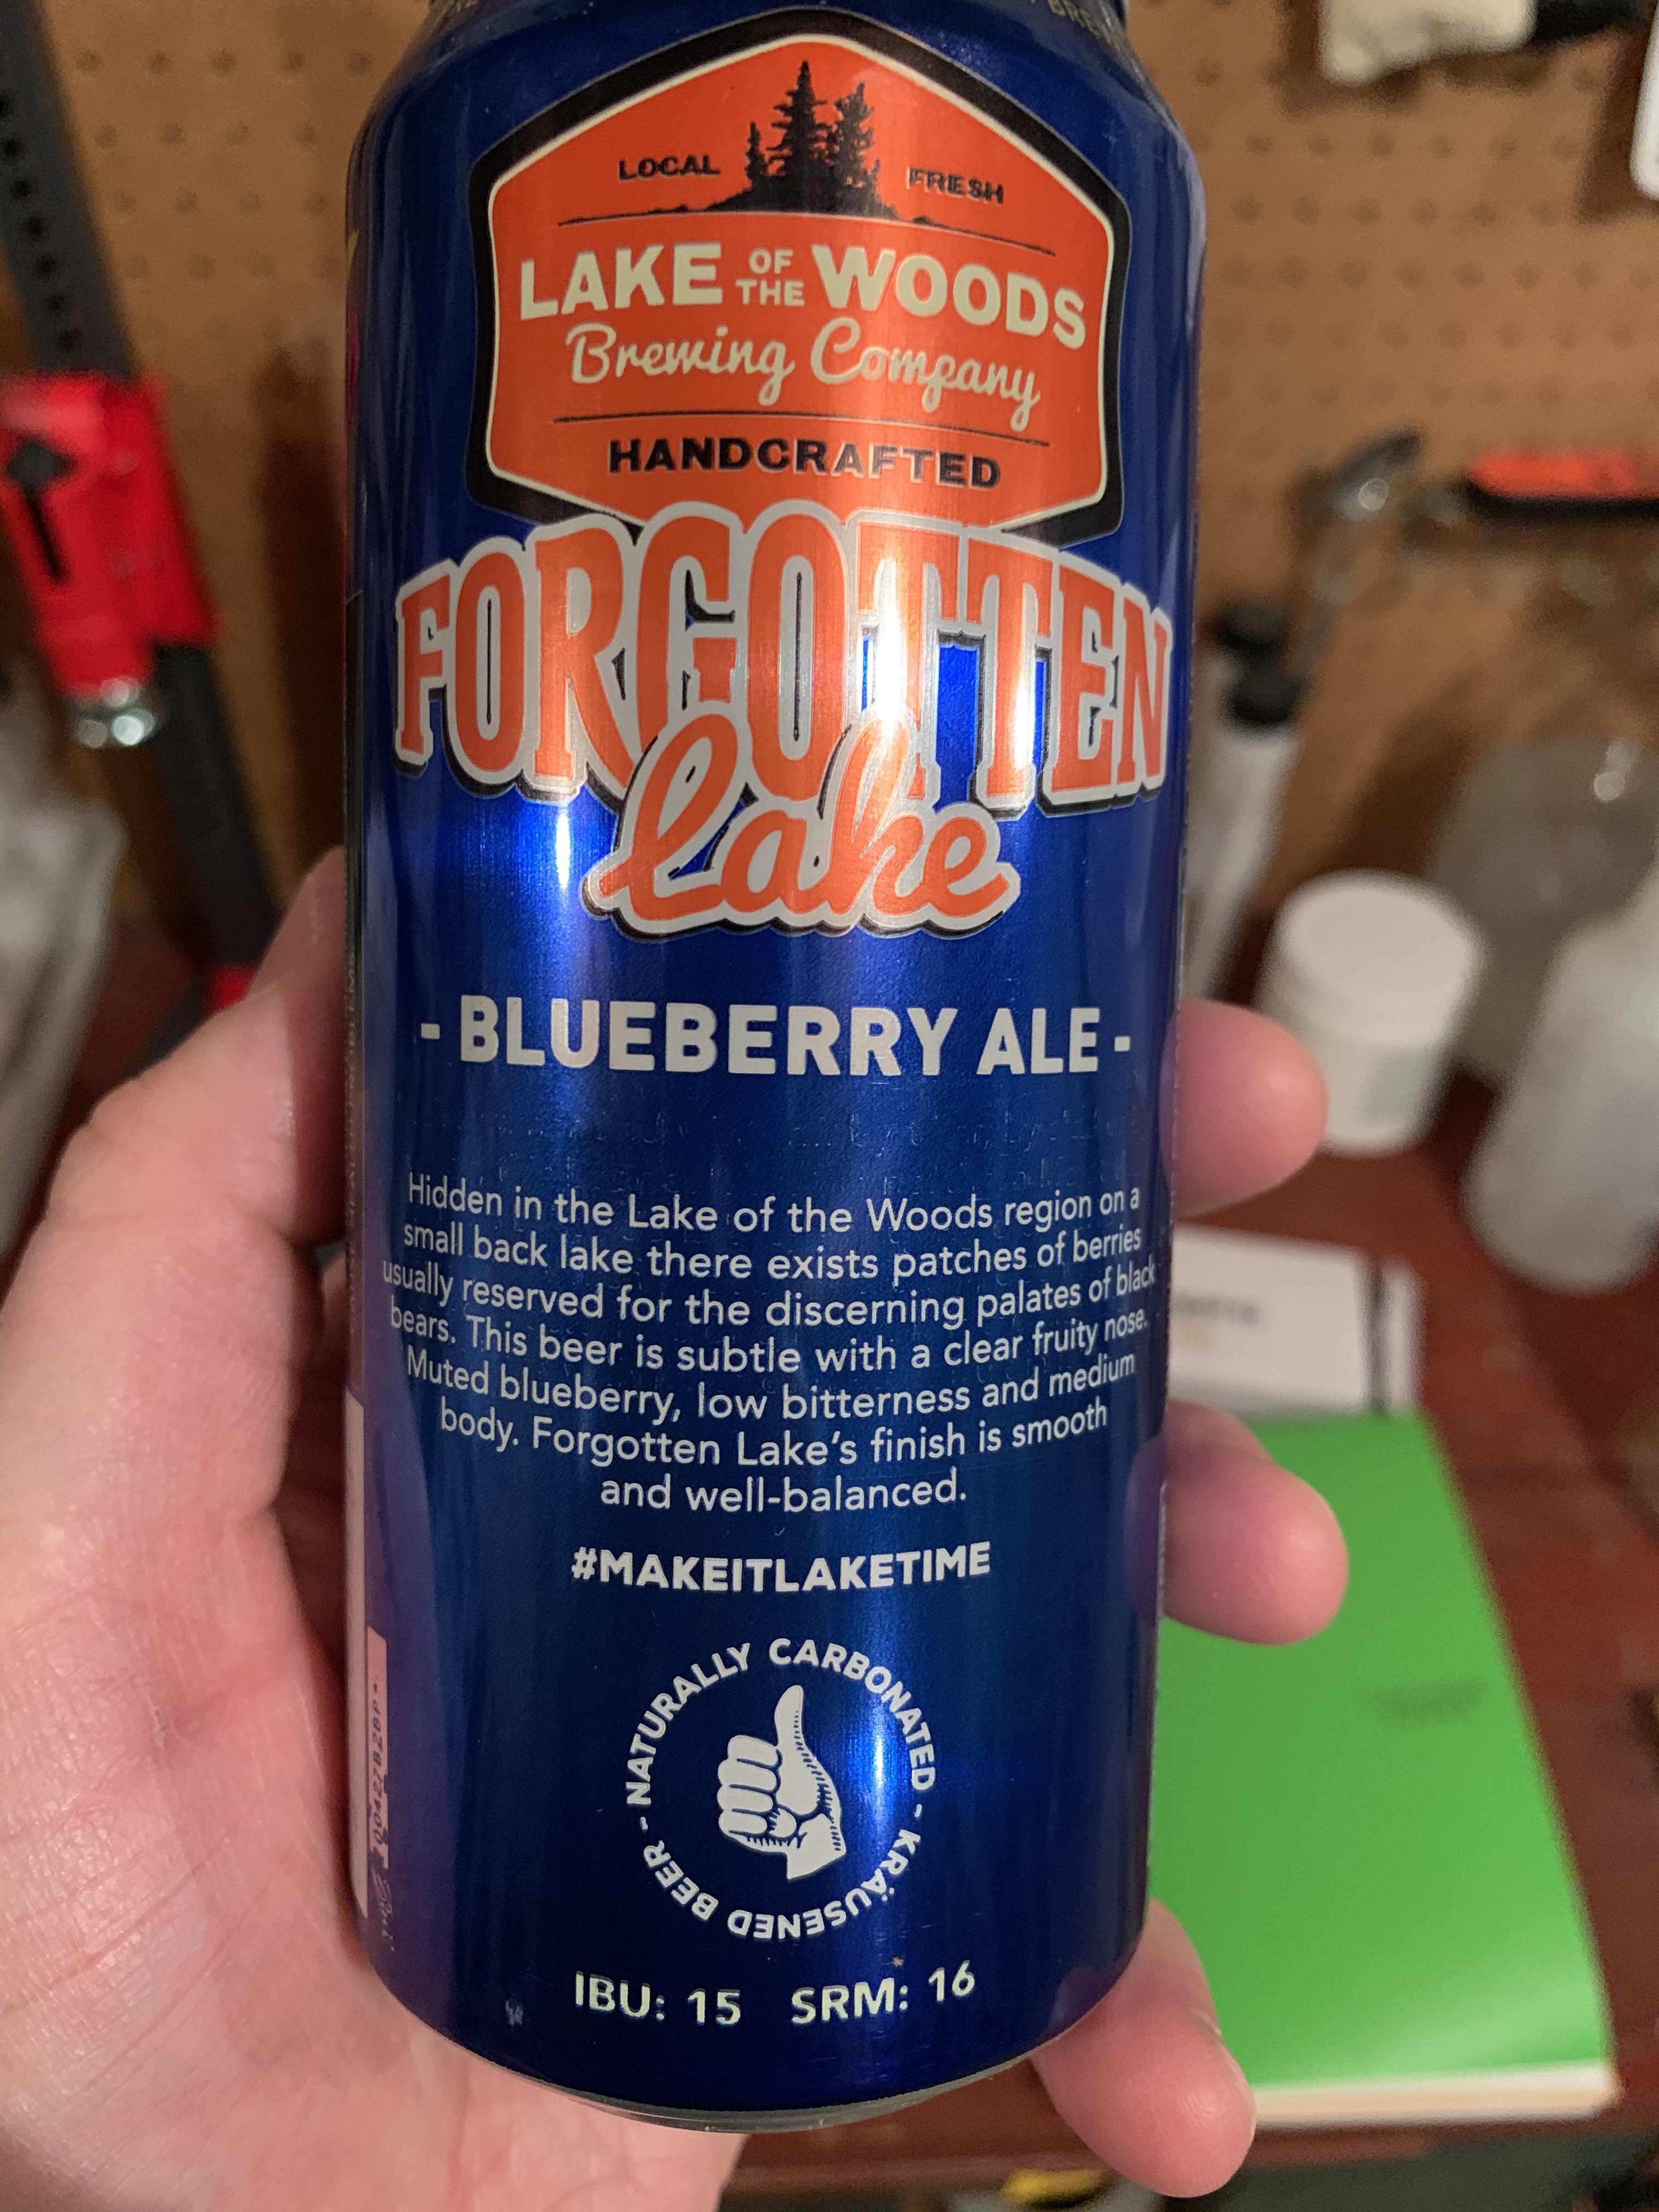 LOCAL FRESH
LAKE OF THE WOODS
Brewing Company
HANDCRAFTED
FORGOTTEN
Lake
- BLUEBERRY ALE -
Hidden in the Lake of the Woods region on a
small back lake there exists patches of berries
usually reserved for the discerning palates of black
bears. This beer is subtle with a clear fruity nose.
Muted blueberry, low bitterness and medium
body. Forgotten Lake's finish is smooth
and well-balanced.
#MAKEITLAKETIME
- NATURALLY CARBONATED - KRÄUSENED BEER
IBU: 15 SRM: 16